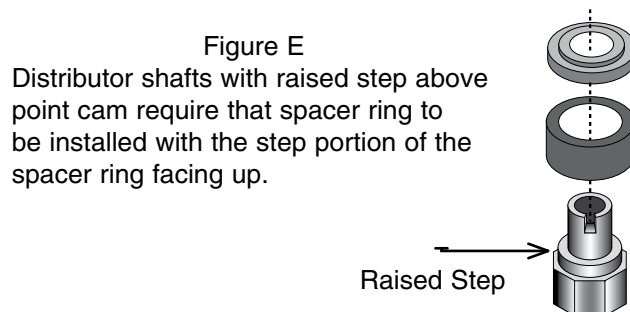 Figure E
Distributor shafts with raised step above
point cam require that spacer ring to
be installed with the step portion of the
spacer ring facing up.
Raised Step